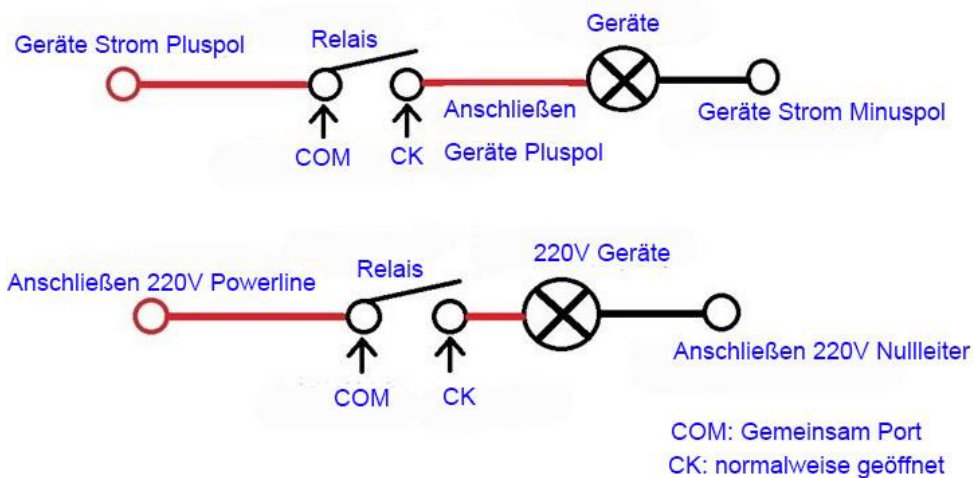 Geräte
Geräte Strom Pluspol
Relais
Anschließen
Geräte Pluspol
Geräte Strom Minuspol
COM
CK
220V Geräte
Anschließen 220V Powerline
Relais
Anschließen 220V Nullleiter
COM
CK
COM: Gemeinsam Port
CK: normalweise geöffnet